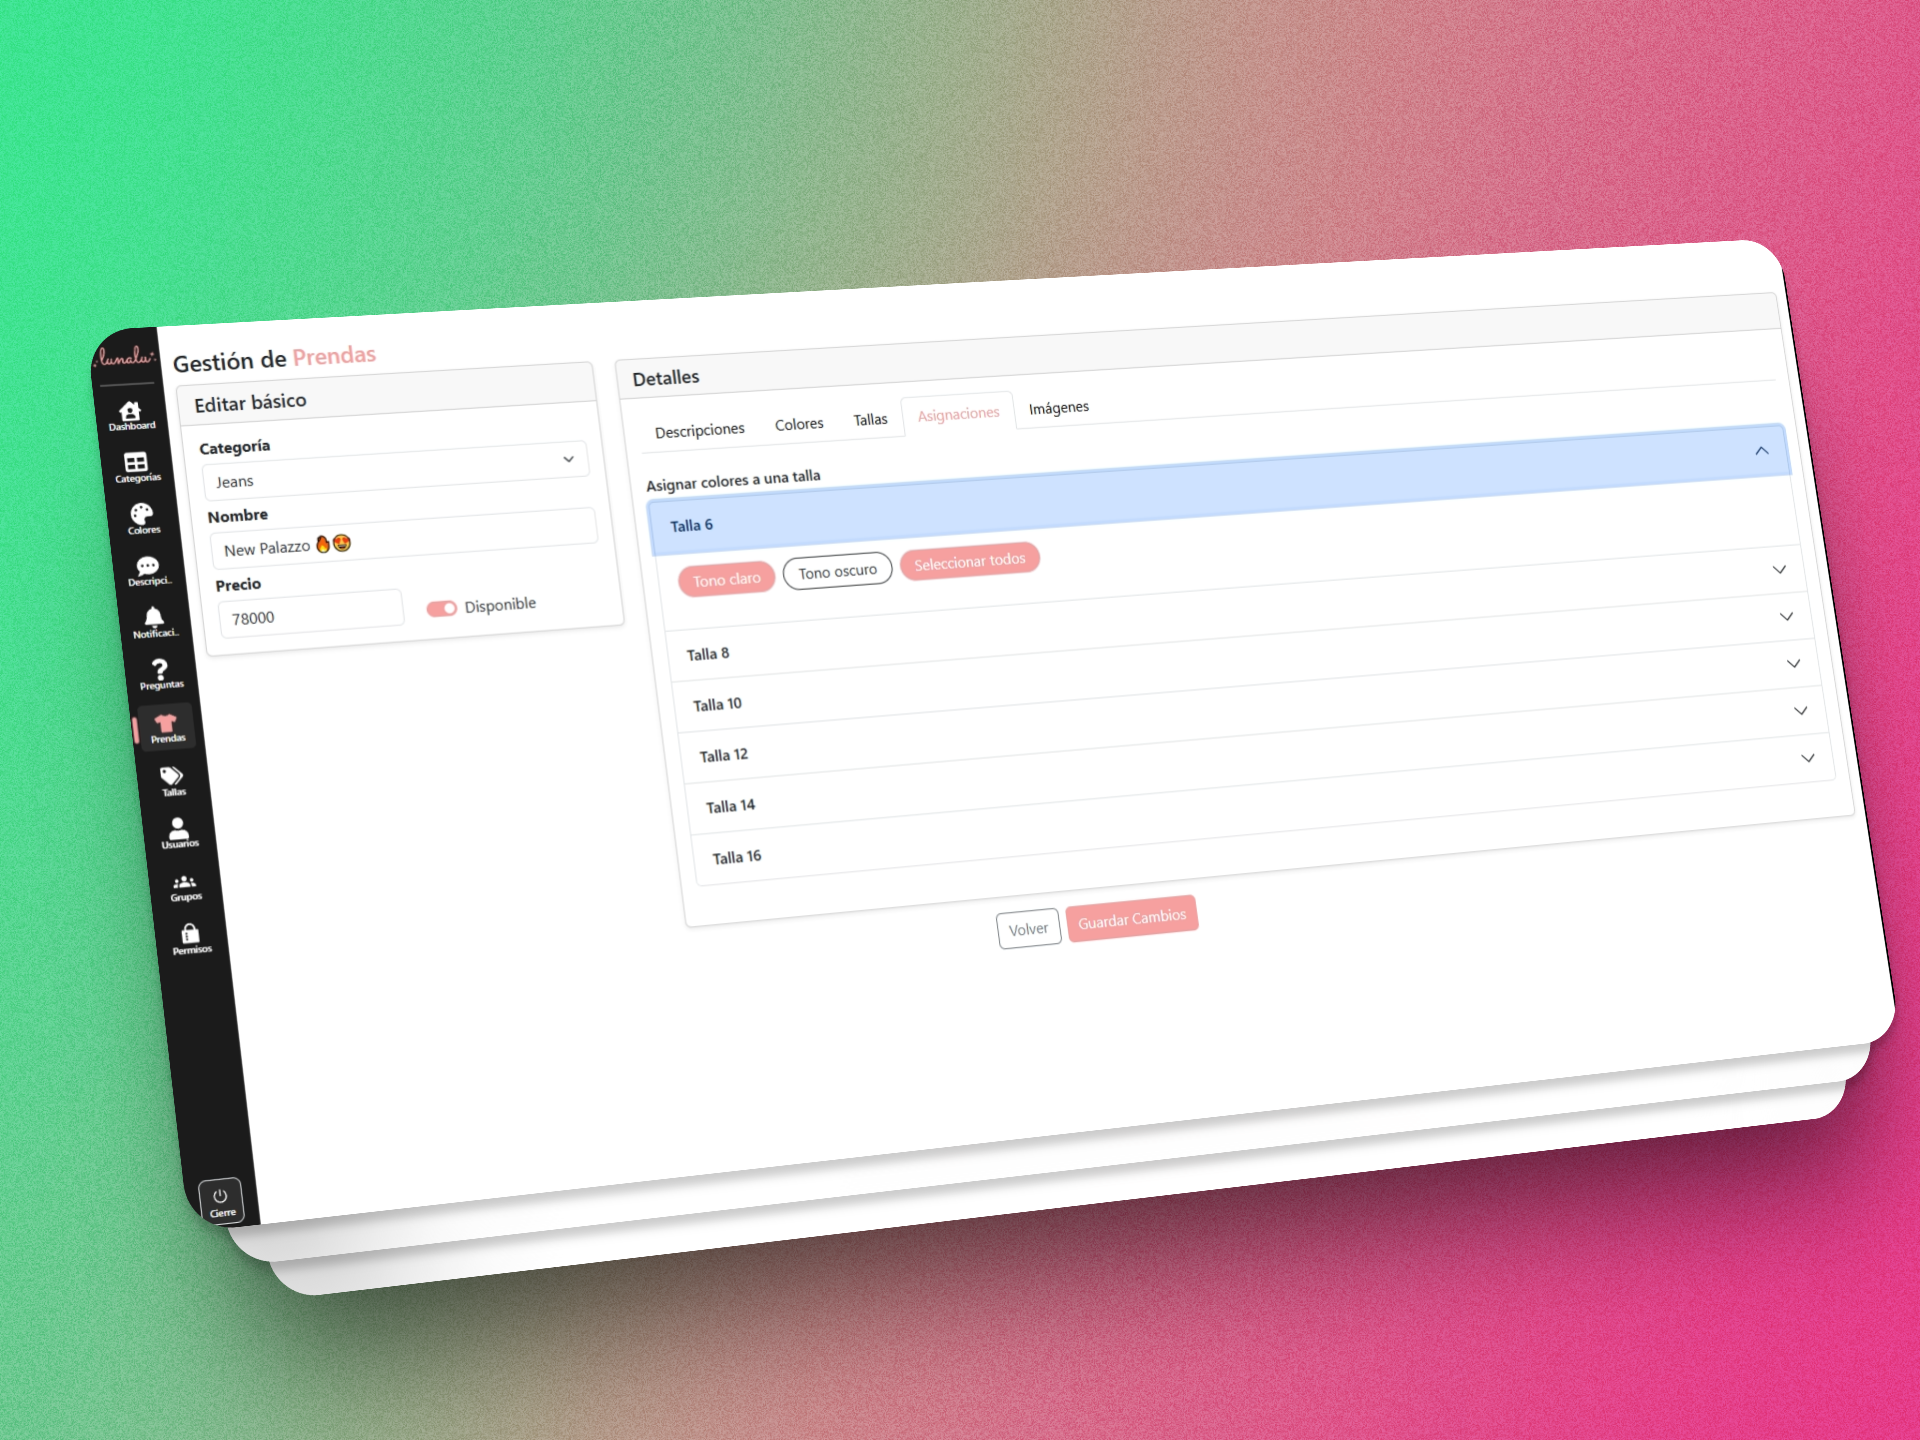 lunalu
Dashboard
Categorías
Colores
Descripci..
Notificaci..
Preguntas
Prendas
Tallas
Usuarios
Grupos
Permisos
Cierre
Gestión de Prendas
Editar básico
Categoría
Jeans
Nombre
New Palazzo 🔥😍
Precio
78000
Disponible
Detalles
Descripciones Colores Tallas Asignaciones Imágenes
Asignar colores a una talla
Talla 6
Tono claro Tono oscuro Seleccionar todos
Talla 8
Talla 10
Talla 12
Talla 14
Talla 16
Volver Guardar Cambios